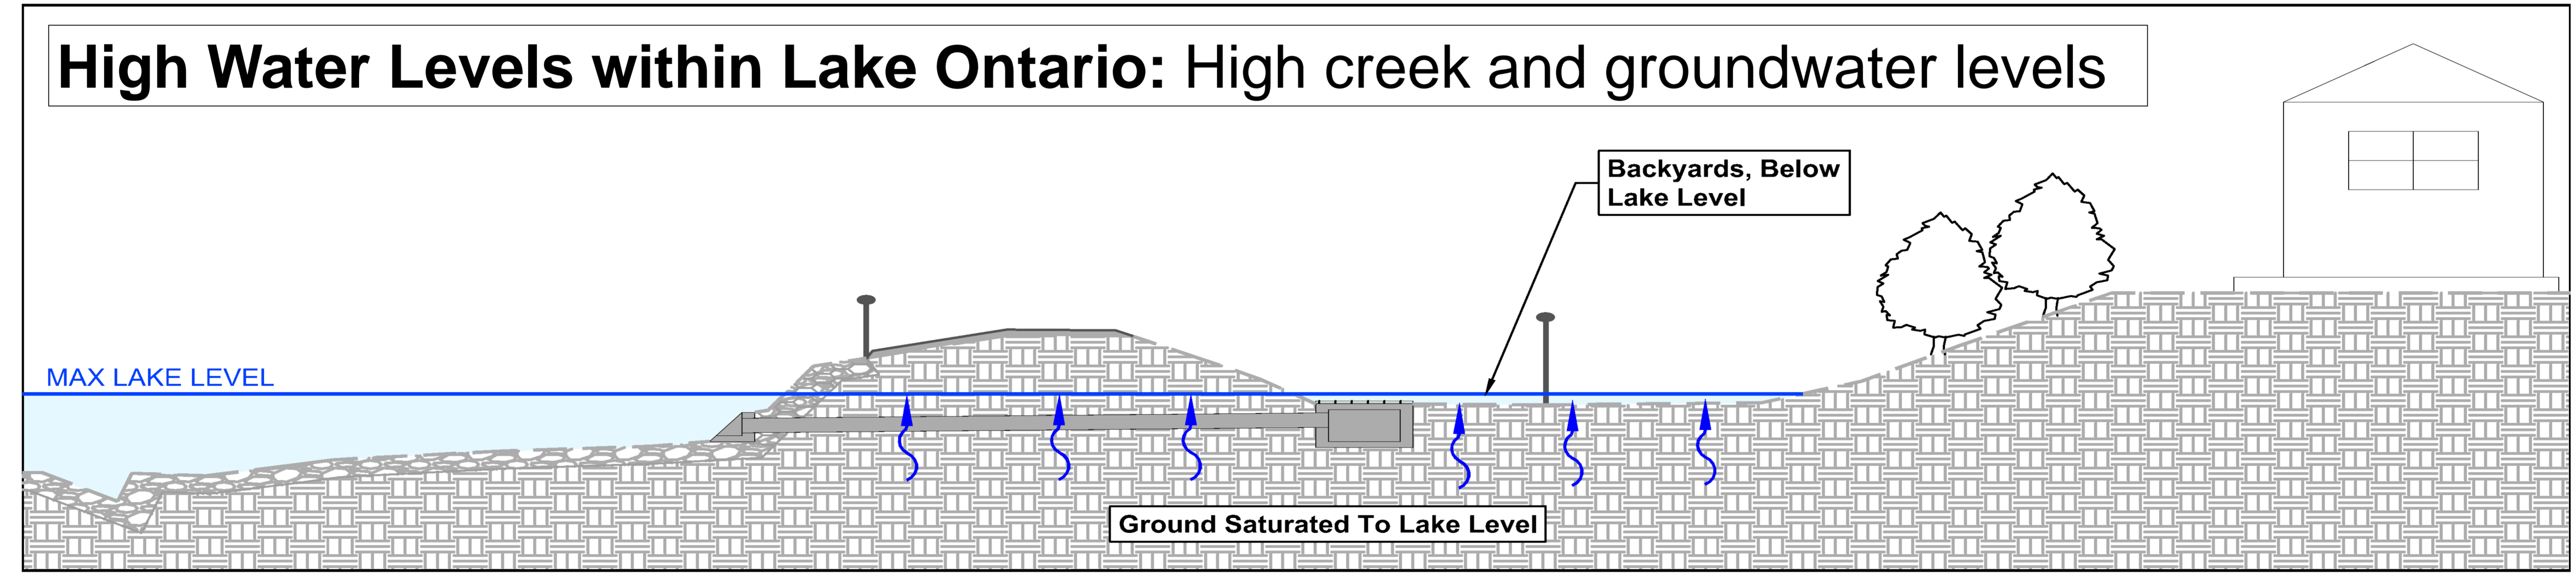 High Water Levels within Lake Ontario: High creek and groundwater levels
Backyards, Below
Lake Level
MAX LAKE LEVEL
Ground Saturated To Lake Level